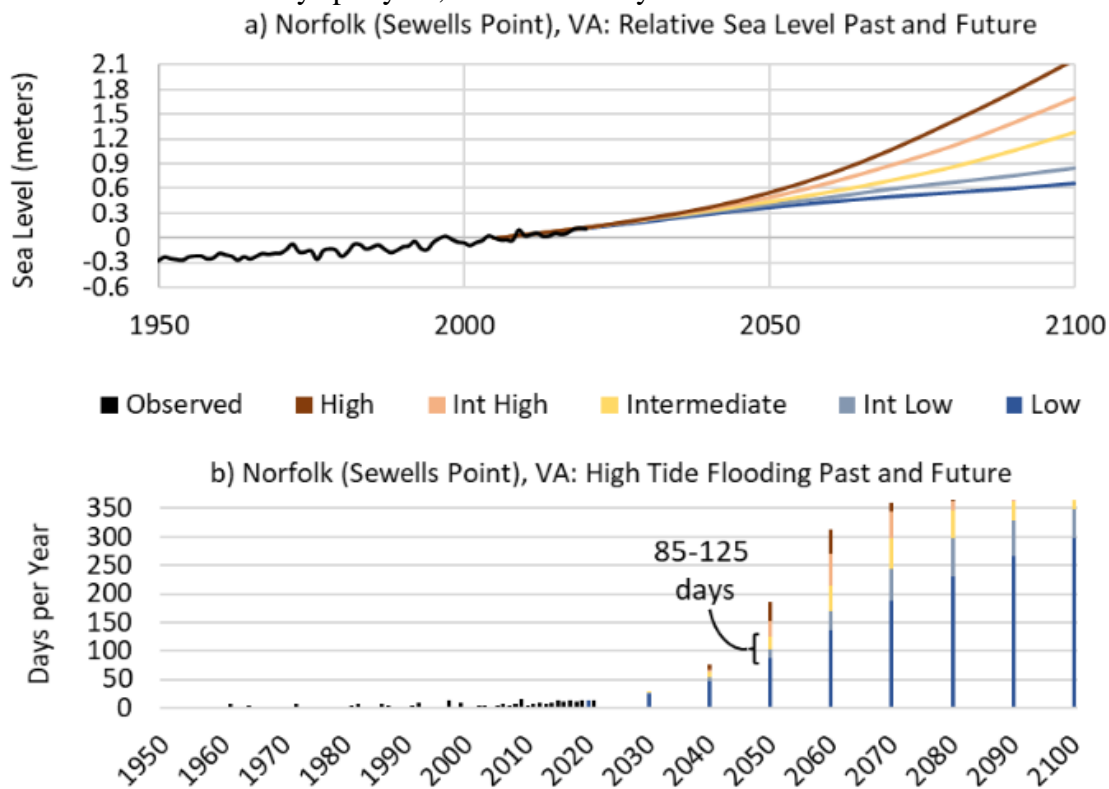 a) Norfolk (Sewells Point), VA: Relative Sea Level Past and Future
Sea Level (meters)
2.1
1.8
1.5
1.2
0.9
0.6
0.3
0
-0.3
-0.6
1950 2000 2050 2100
Observed High Int High Intermediate Int Low Low
b) Norfolk (Sewells Point), VA: High Tide Flooding Past and Future
Days per Year
350
300
250
200
150
100
50
0
85-125
days
1950 1960 1970 1980 1990 2000 2010 2020 2030 2040 2050 2060 2070 2080 2090 2100